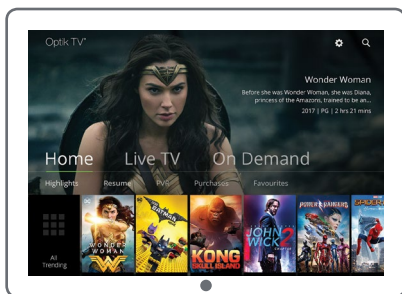 Optik TV®
Wonder Woman
Before she was Wonder Woman, she was Diana,
princess of the Amazons, trained to be an...
2017 | PG | 2 hrs 21 mins
Home Live TV On Demand
Highlights Resume PVR Purchases Favourites
All
Trending
WONDER
WOMAN
BATMAN
KONG
SKULL ISLAND
JOHN
WICK 2
POWER RANGERS
SPIDER